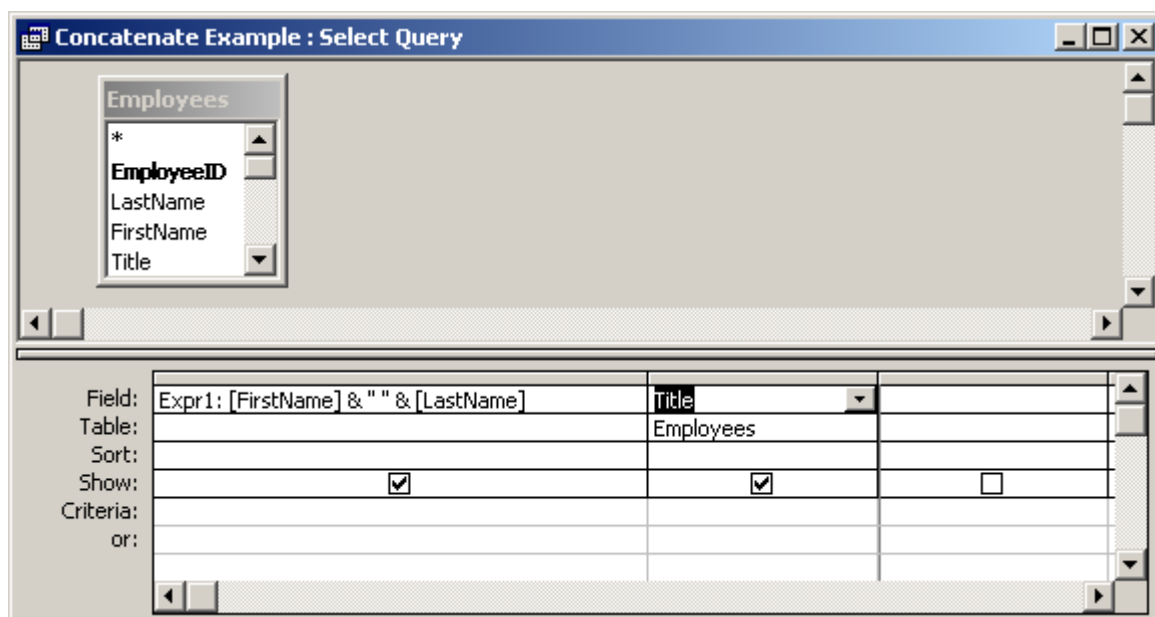 Concatenate Example : Select Query
Employees
*
EmployeeID
LastName
FirstName
Title
Field: Expr1: [FirstName] & " " & [LastName] Title
Table: Employees
Sort:
Show:
Criteria:
or: